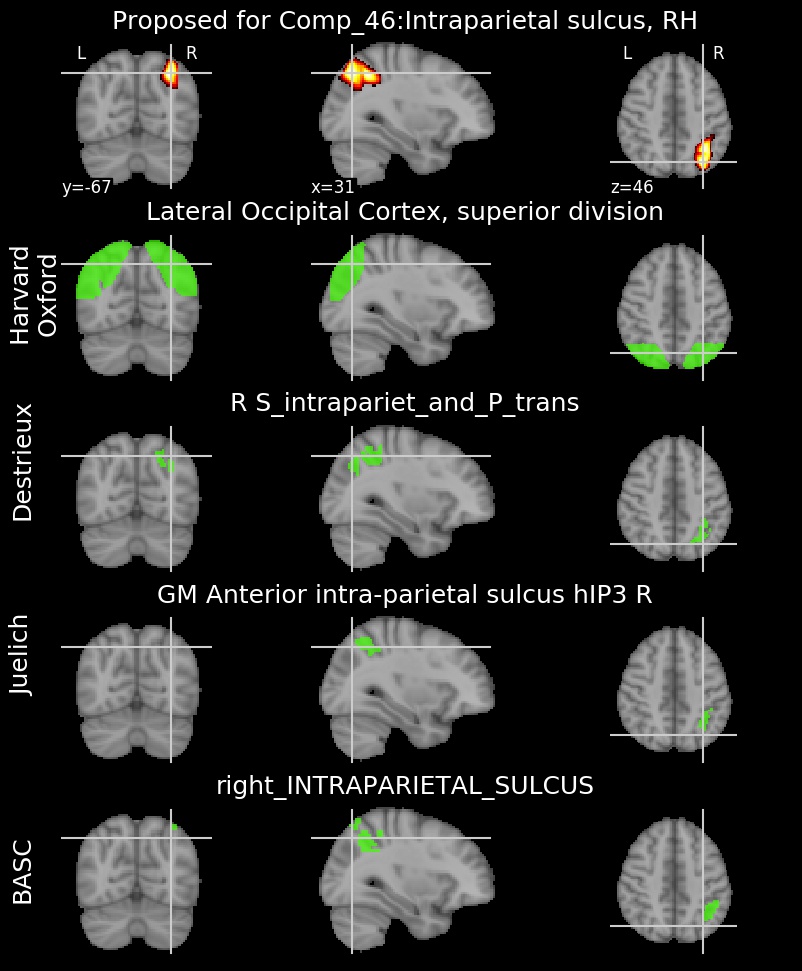 Proposed for Comp_46:Intraparietal sulcus, RH
L R
L R
y=-67 x=31 z=46
Lateral Occipital Cortex, superior division
Harvard
Oxford
R S_intrapariet_and_P_trans
Destrieux
GM Anterior intra-parietal sulcus hIP3 R
Juelich
right_INTRAPARIETAL_SULCUS
BASC